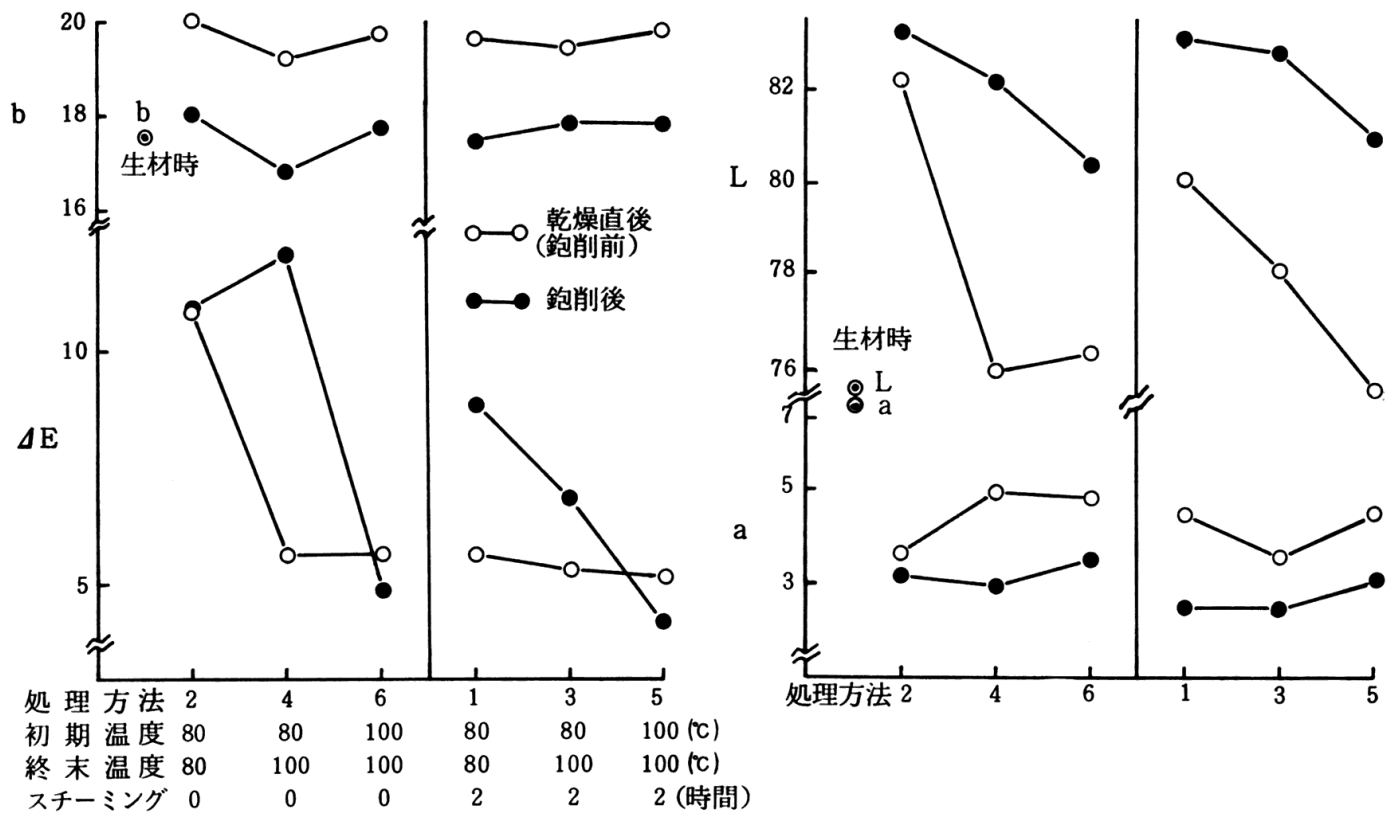 20
b
18
b
生材時
16
乾燥直後
(鉋削前)
鉋削後
10
ΔE
5
処理方法 2 4 6 1 3 5
初期温度 80 80 100 80 80 100 (℃)
終末温度 80 100 100 80 100 100 (℃)
スチーミング 0 0 0 2 2 2 (時間)
82
L 80
78
生材時
76
L
a
7
5
a
3
処理方法 2 4 6 1 3 5